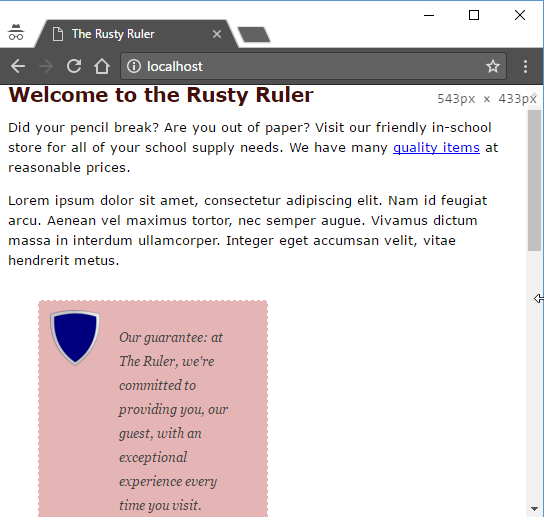 The Rusty Ruler
localhost
543px × 433px
Welcome to the Rusty Ruler
Did your pencil break? Are you out of paper? Visit our friendly in-school
store for all of your school supply needs. We have many quality items at
reasonable prices.
Lorem ipsum dolor sit amet, consectetur adipiscing elit. Nam id feugiat
arcu. Aenean vel maximus tortor, nec semper augue. Vivamus dictum
massa in interdum ullamcorper. Integer eget accumsan velit, vitae
hendrerit metus.
Our guarantee: at
The Ruler, we're
committed to
providing you, our
guest, with an
exceptional
experience every
time you visit.